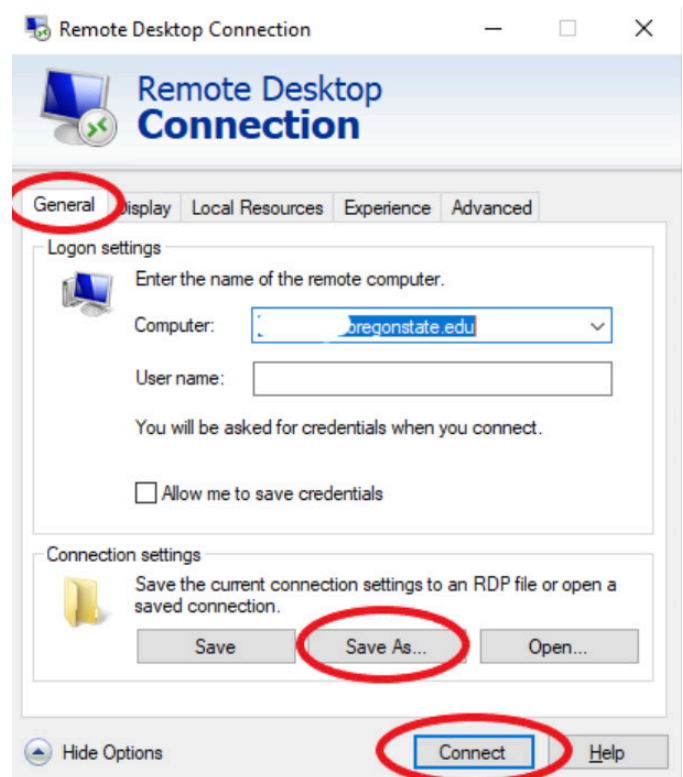 Remote Desktop Connection
Remote Desktop
Connection
General Display Local Resources Experience Advanced
Logon settings
Enter the name of the remote computer.
Computer: oregonstate.edu
User name:
You will be asked for credentials when you connect.
Allow me to save credentials
Connection settings
Save the current connection settings to an RDP file or open a
saved connection.
Save Save As... Open...
Hide Options Connect Help